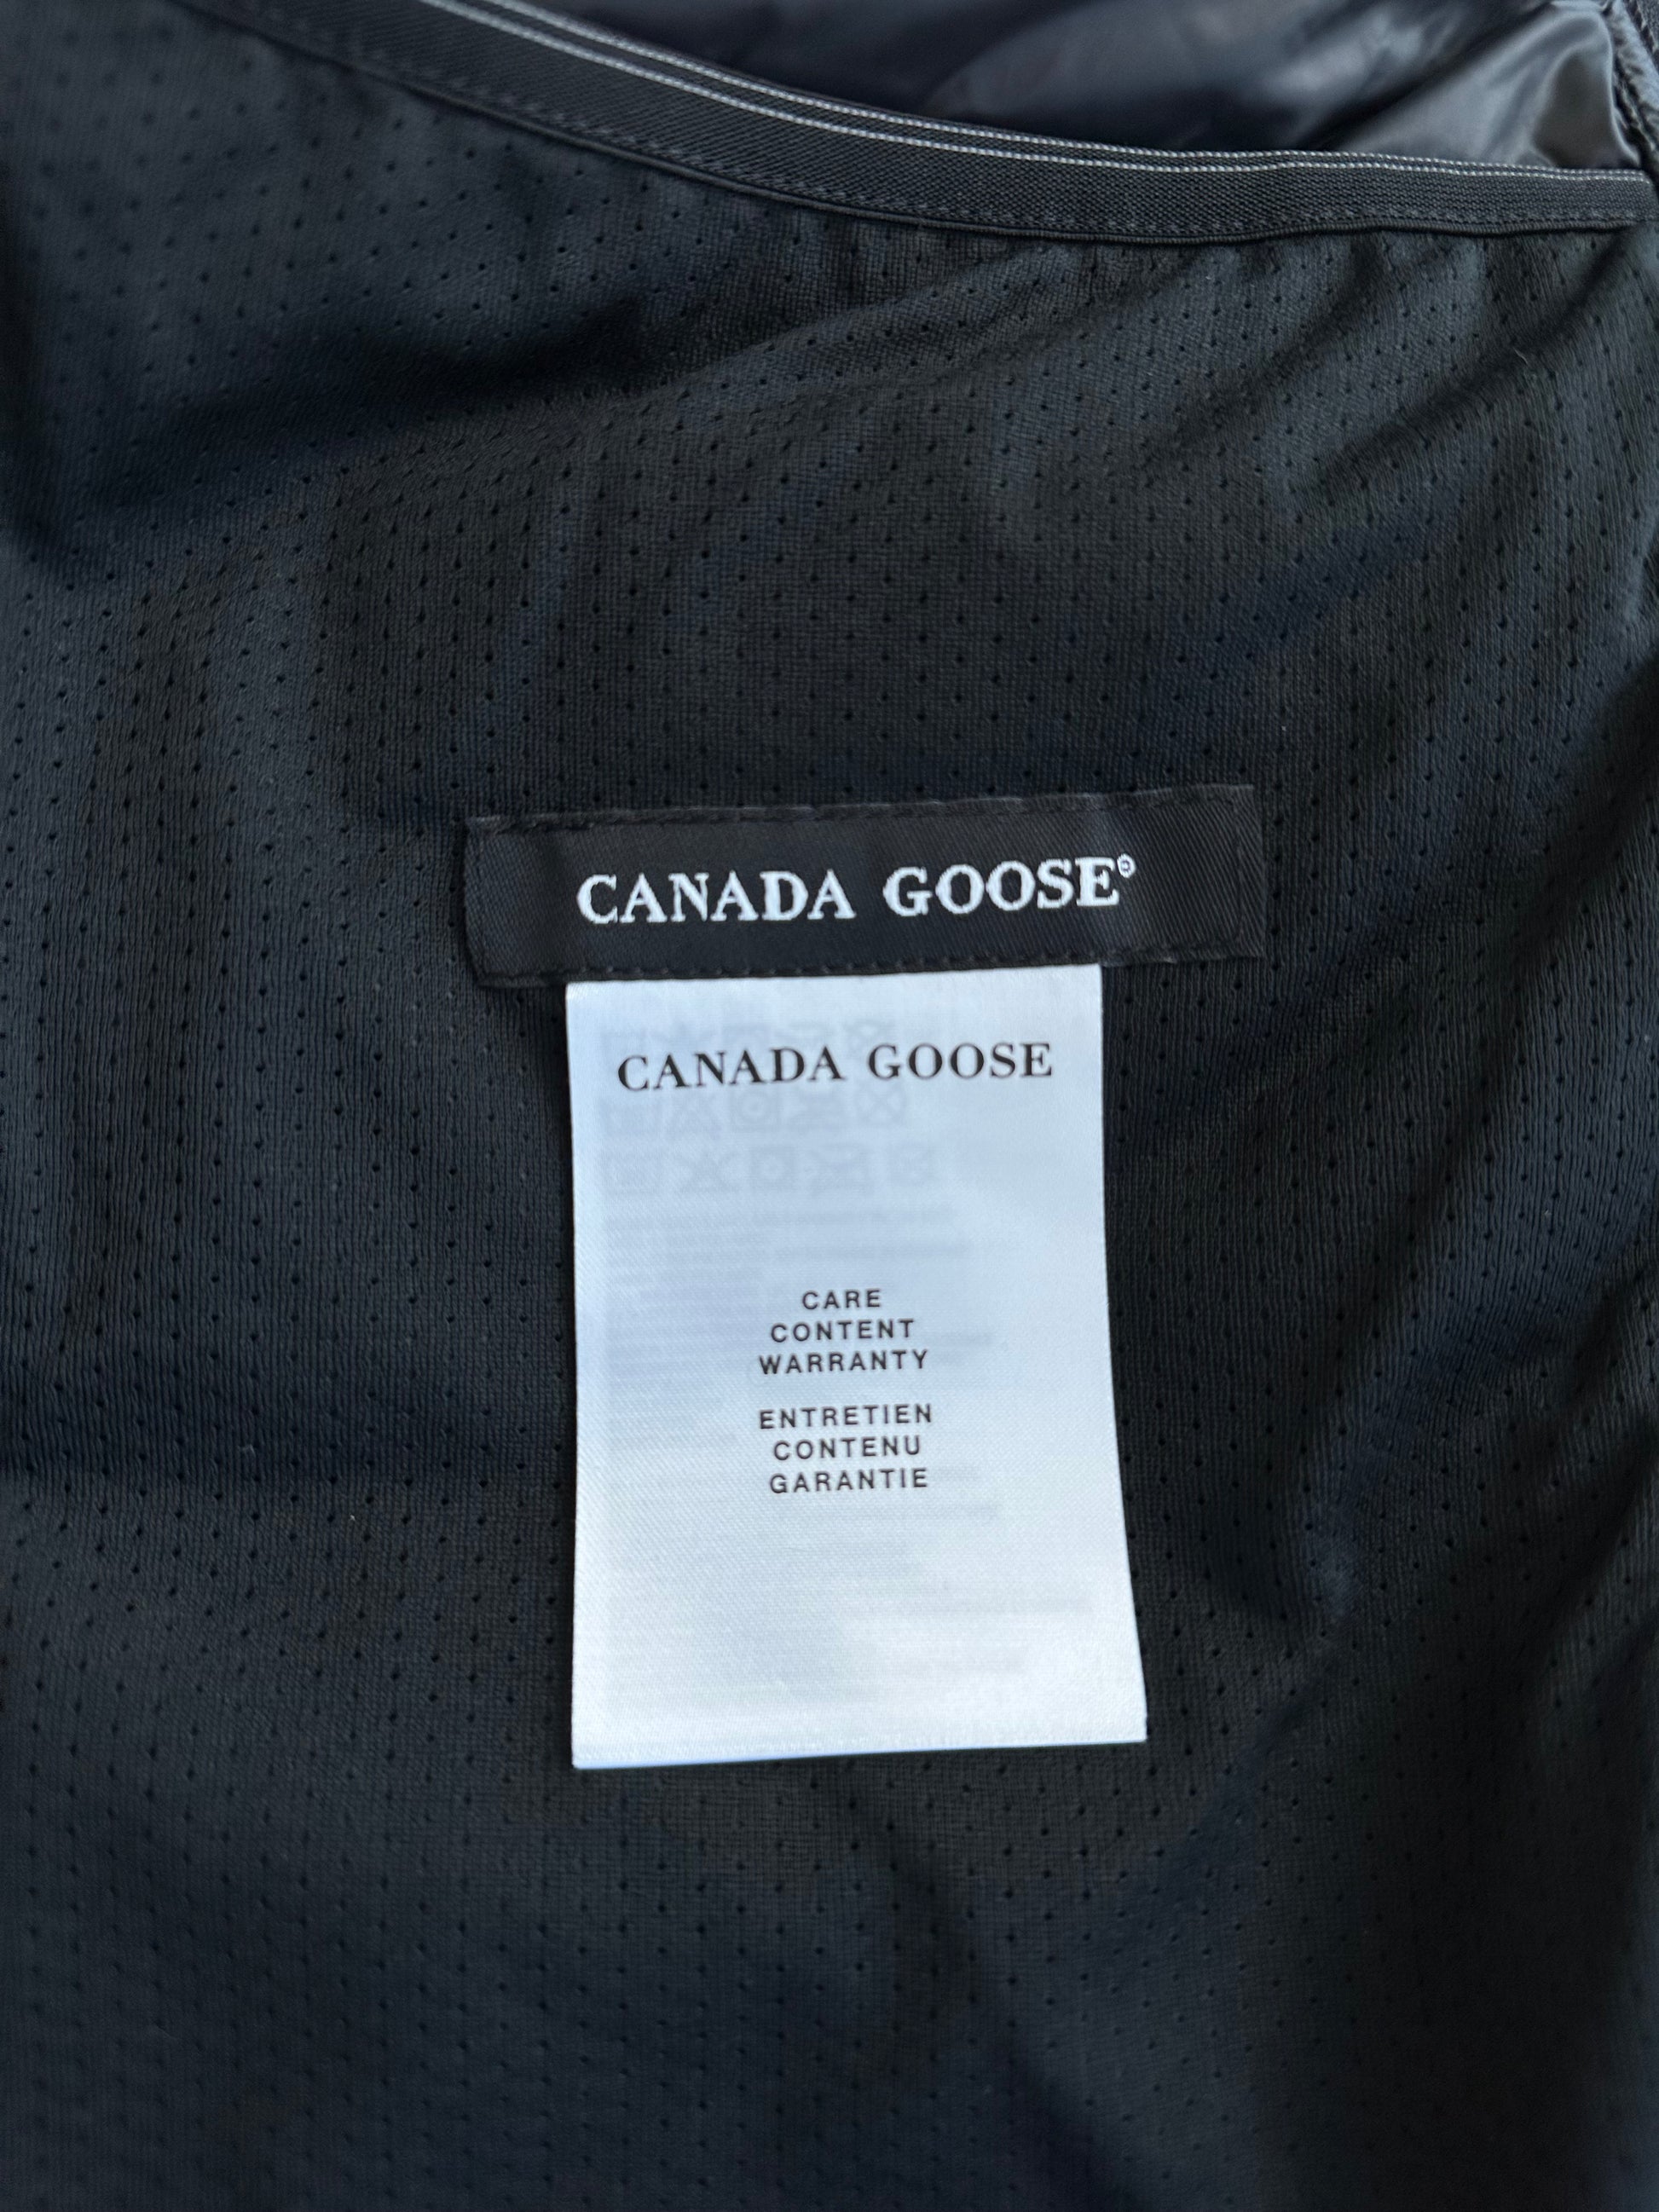 CANADA GOOSE®
CANADA GOOSE
CARE
CONTENT
WARRANTY
ENTRETIEN
CONTENU
GARANTIE